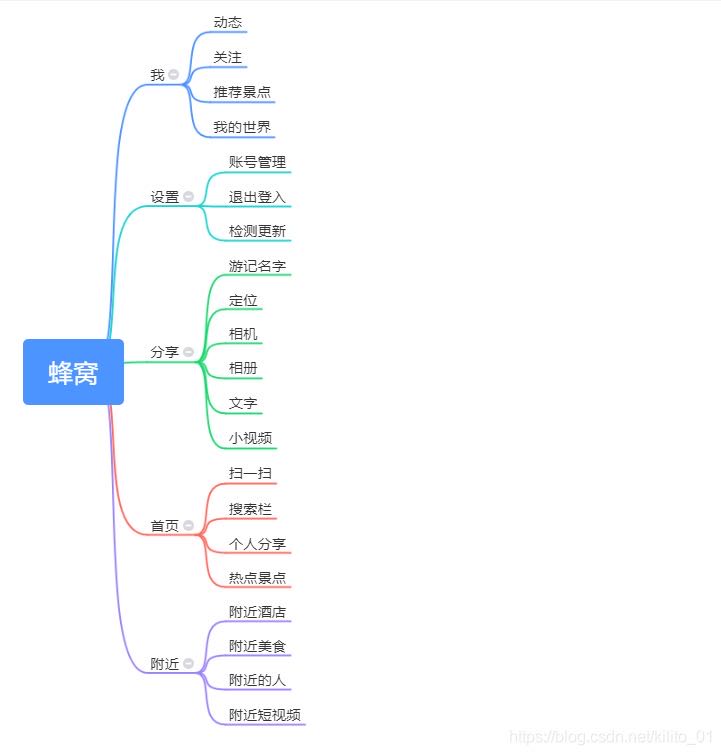 蜂窝
我
动态
关注
推荐景点
我的世界
设置
账号管理
退出登入
检测更新
分享
游记名字
定位
相机
相册
文字
小视频
首页
扫一扫
搜索栏
个人分享
热点景点
附近
附近酒店
附近美食
附近的人
附近短视频
https://blog.csdn.net/kilito_01